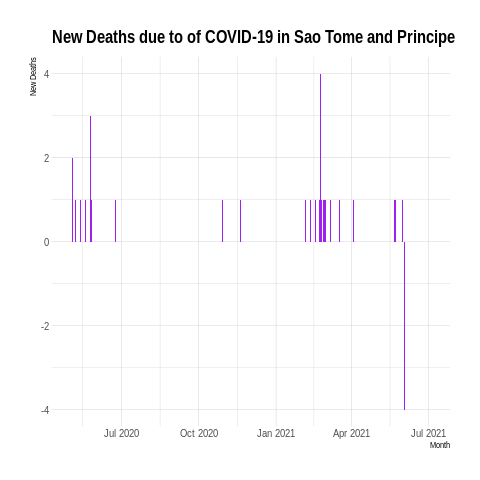 New Deaths due to of COVID-19 in Sao Tome and Principe
New Deaths
4
2
0
-2
-4
Jul 2020 Oct 2020 Jan 2021 Apr 2021 Jul 2021
Month